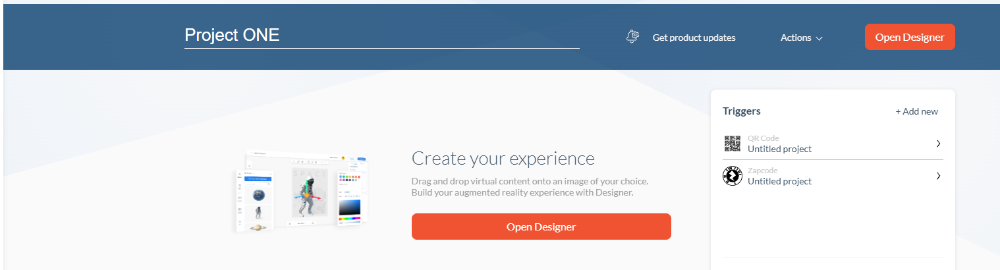 Project ONE
Get product updates
Actions
Open Designer
Triggers
+ Add new
QR Code
Untitled project
Zapcode
Untitled project
Create your experience
Drag and drop virtual content onto an image of your choice.
Build your augmented reality experience with Designer.
Open Designer
SPACE